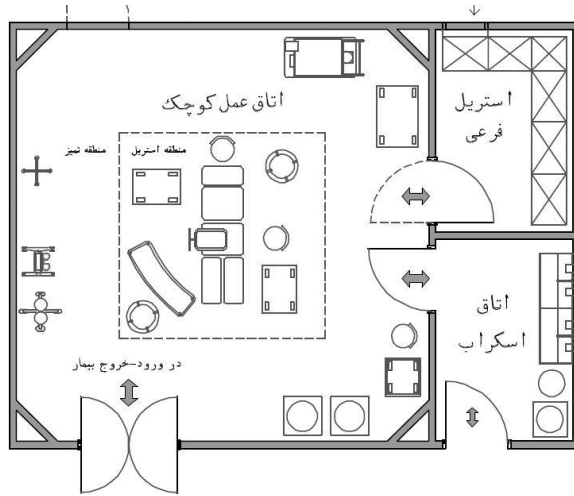 اتاق عمل کوچک
منطقه استریل
منطقه تمیز
استریل
فرعی
اتاق
اسکراب
در ورود-خروج بیمار